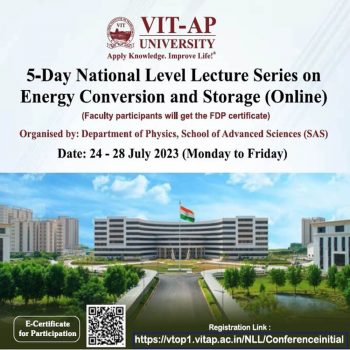 VIT
VIT-AP
UNIVERSITY
Apply Knowledge. Improve Life!®
5-Day National Level Lecture Series on
Energy Conversion and Storage (Online)
(Faculty participants will get the FDP certificate)
Organised by: Department of Physics, School of Advanced Sciences (SAS)
Date: 24 - 28 July 2023 (Monday to Friday)
E-Certificate
for Participation
Registration Link :
https://vtop1.vitap.ac.in/NLL/Conferenceinitial